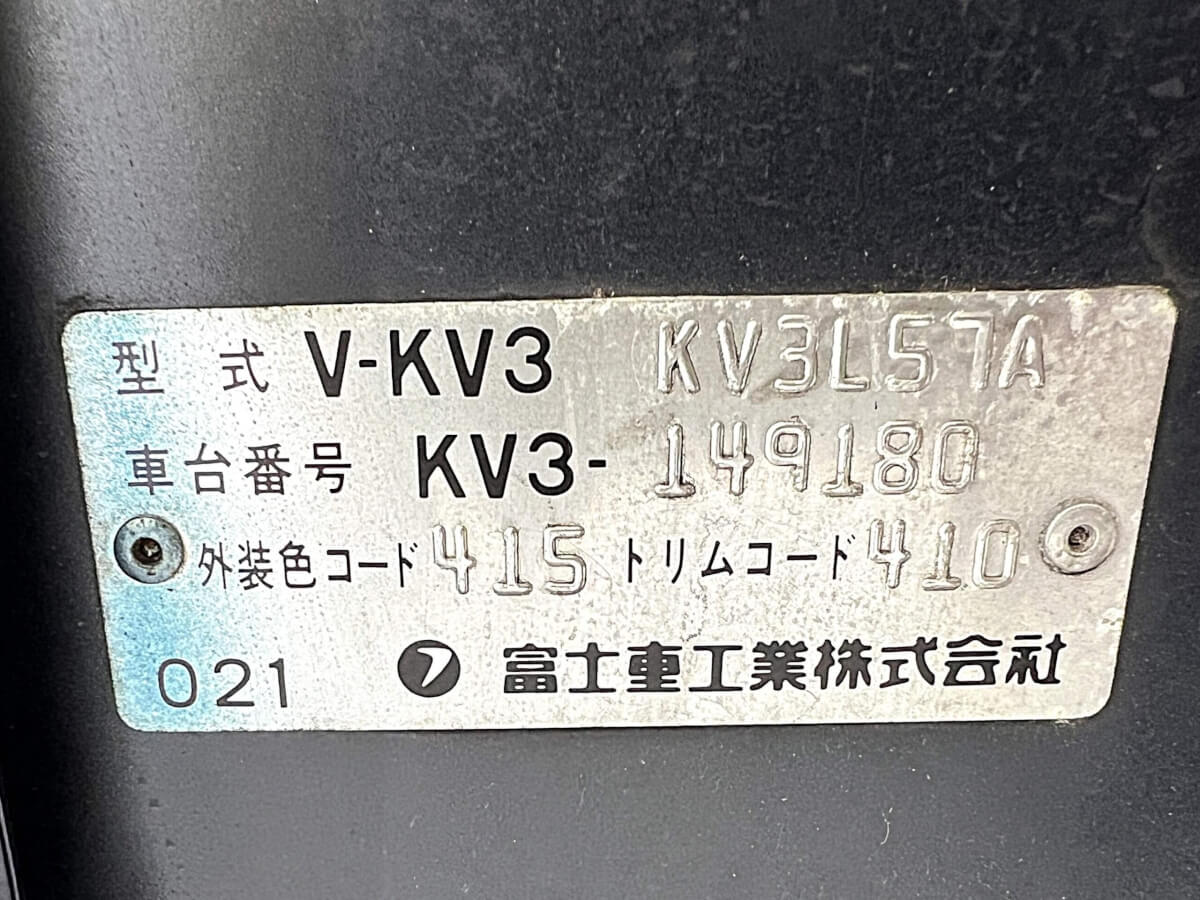 型式 V-KV3 KV3L57A
車台番号 KV3-149180
外装色コード 415 トリムコード 410
021 フ 富士重工業株式会社